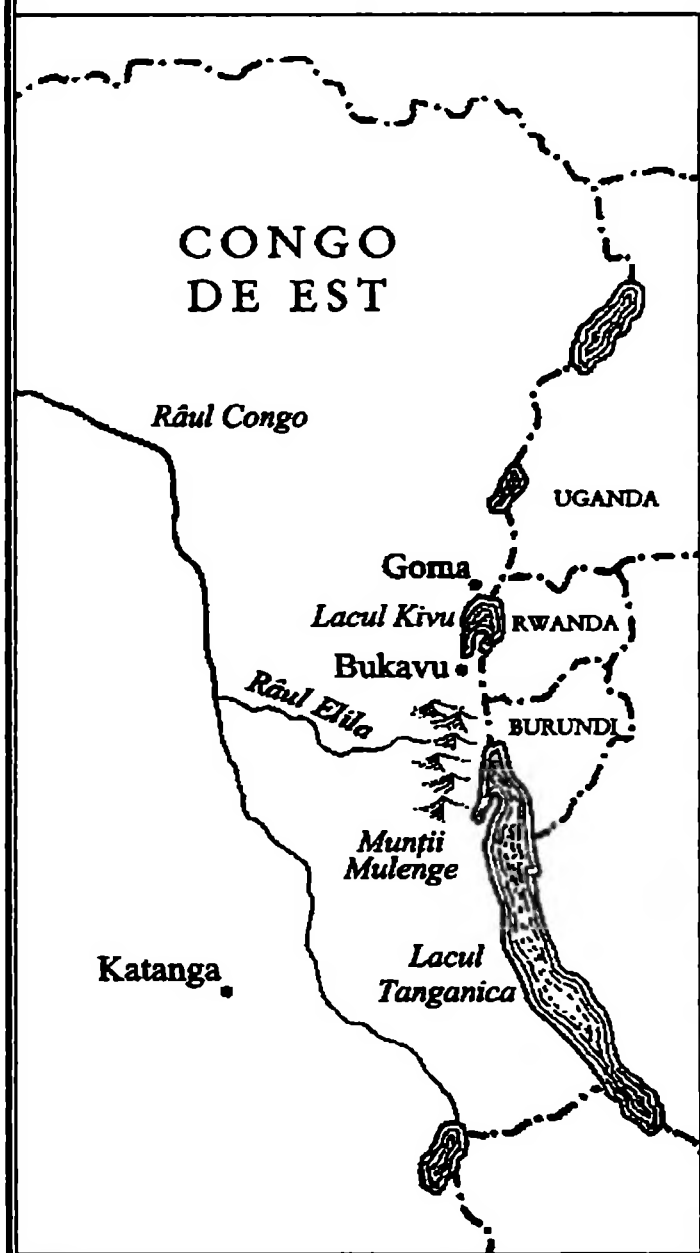 CONGO
DE EST
Râul Congo
UGANDA
Goma
Lacul Kivu
RWANDA
Bukavu
Râul Elila
BURUNDI
Munții
Mulenge
Katanga
Lacul
Tanganica